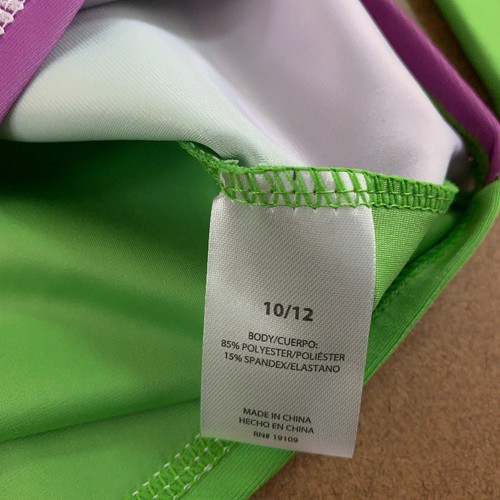 10/12
BODY/CUERPO:
85% POLYESTER/POLIÉSTER
15% SPANDEX/ELASTANO
MADE IN CHINA
HECHO EN CHINA
RN# 19109